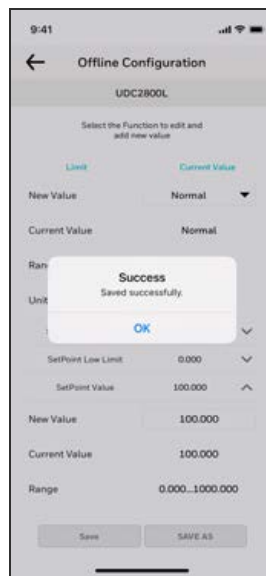 9:41
Offline Configuration
UDC2800L
Select the Function to edit and
add new value
Limit Current Value
New Value Normal
Current Value Normal
Ran
Success
Saved successfully.
Unit
OK
SetPoint Low Limit 0.000
SetPoint Value 100.000
New Value 100.000
Current Value 100.000
Range 0.000...1000.000
Save SAVE AS